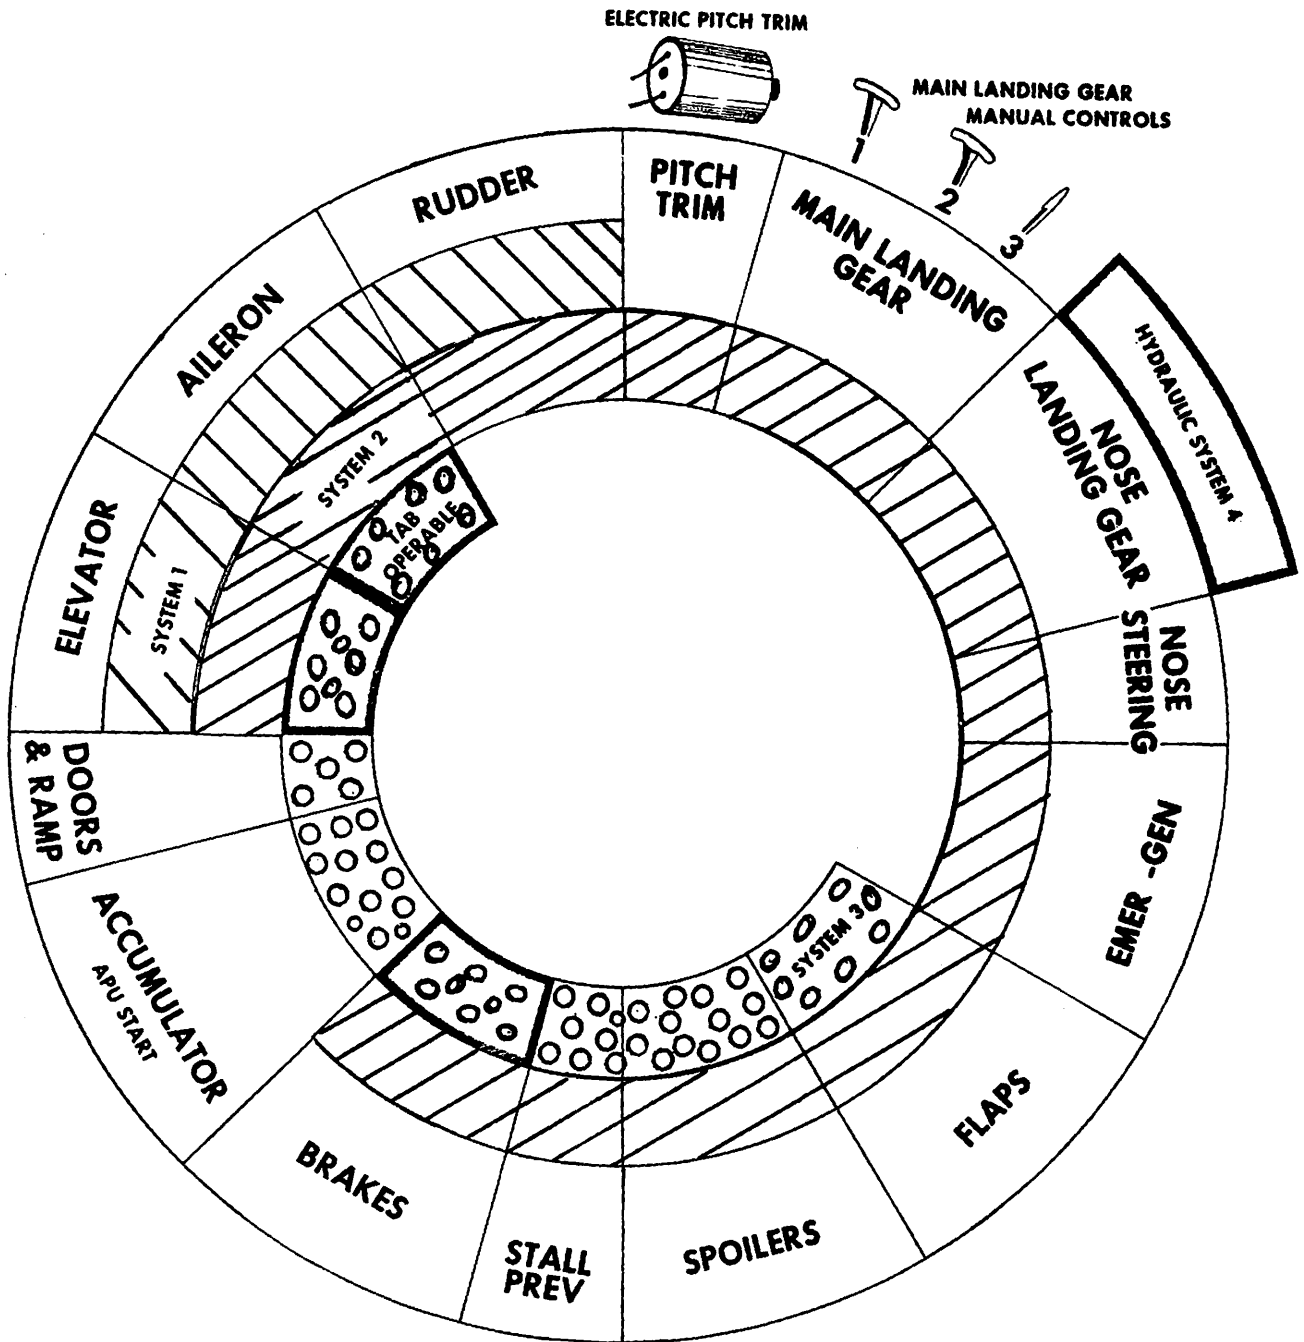 ELECTRIC PITCH TRIM
MAIN LANDING GEAR
MANUAL CONTROLS
1
2
3
PITCH
TRIM
MAIN LANDING
GEAR
HYDRAULIC SYSTEM 4
NOSE
LANDING GEAR
NOSE
STEERING
EMER -GEN
FLAPS
SPOILERS
STALL
PREV
BRAKES
ACCUMULATOR
APU START
DOORS
& RAMP
ELEVATOR
AILERON
RUDDER
SYSTEM 1
SYSTEM 2
TAB
OPERABLE
SYSTEM 3